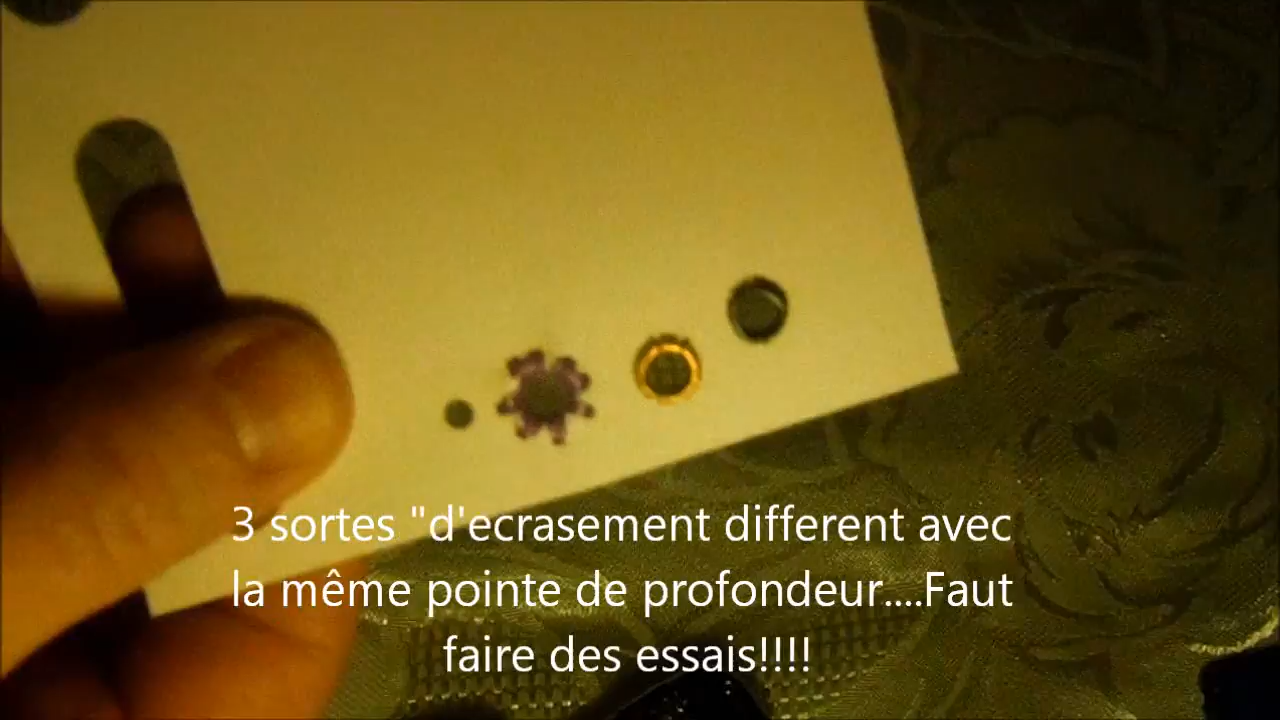 3 sortes "d'ecrasement different avec
la même pointe de profondeur....Faut
faire des essais!!!!